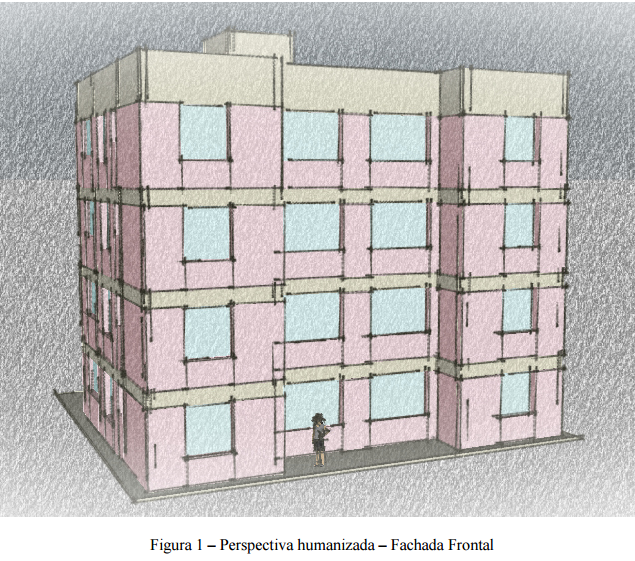 Figura 1 – Perspectiva humanizada – Fachada Frontal